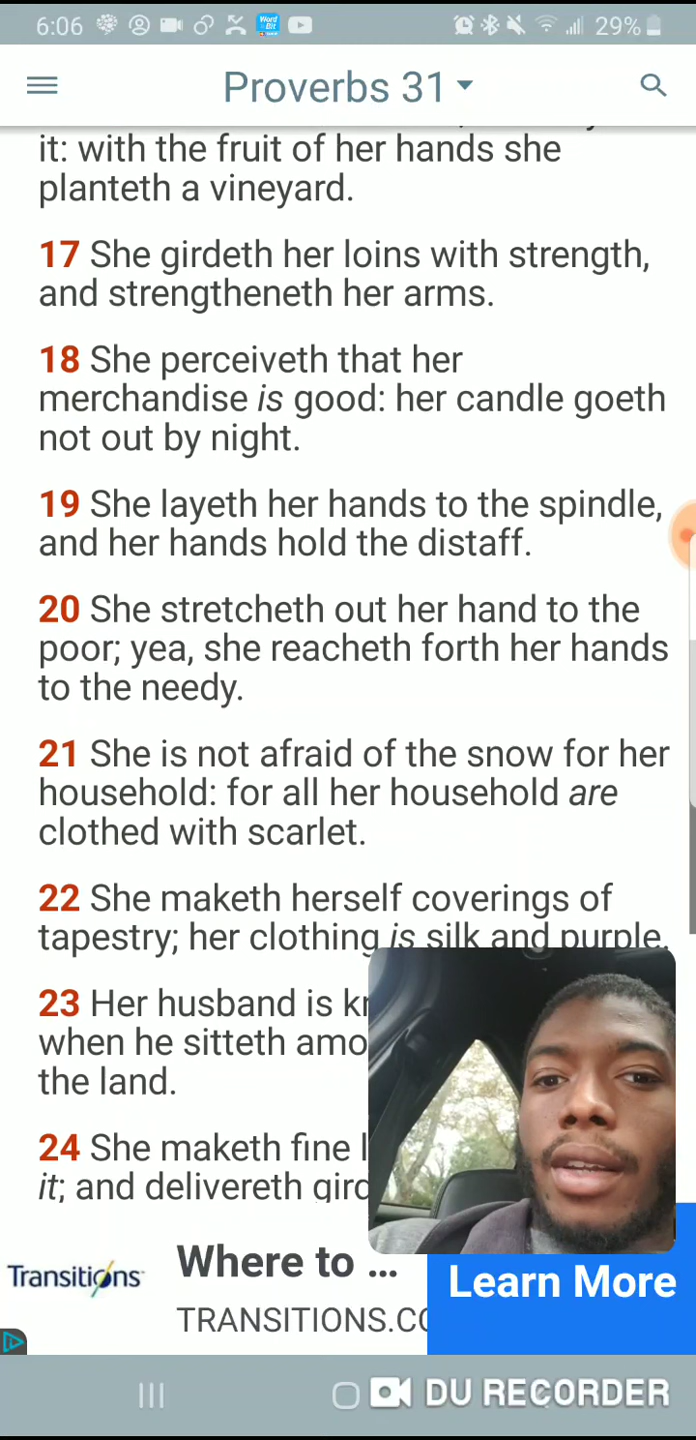 6:06
Word Bit
29%
Proverbs 31
it: with the fruit of her hands she
planteth a vineyard.
17 She girdeth her loins with strength,
and strengtheneth her arms.
18 She perceiveth that her
merchandise is good: her candle goeth
not out by night.
19 She layeth her hands to the spindle,
and her hands hold the distaff.
20 She stretcheth out her hand to the
poor; yea, she reacheth forth her hands
to the needy.
21 She is not afraid of the snow for her
household: for all her household are
clothed with scarlet.
22 She maketh herself coverings of
tapestry; her clothing is silk and purple.
23 Her husband is
when he sitteth
the land.
24 She maketh fine
it; and delivereth
Transitions
Where to ...
Learn More
DU RECORDER